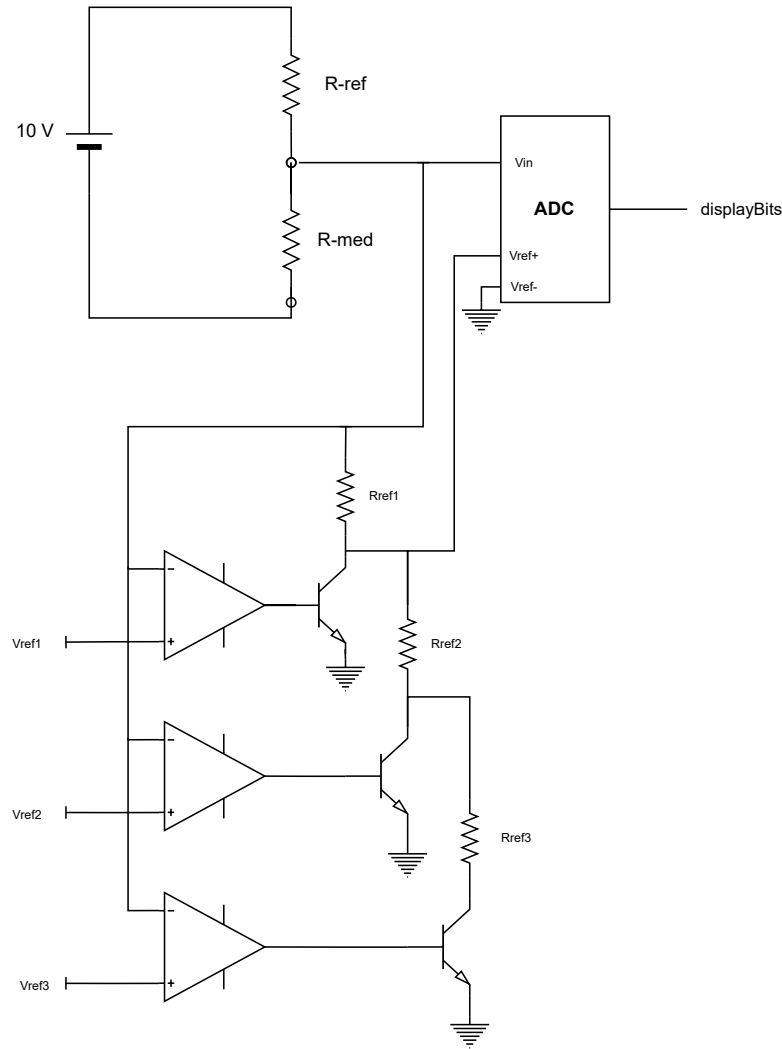 R-ref
10 V
Vin
ADC
displayBits
R-med
Vref+
Vref-
Rref1
-
+
Vref1
Rref2
-
+
Vref2
Rref3
-
+
Vref3